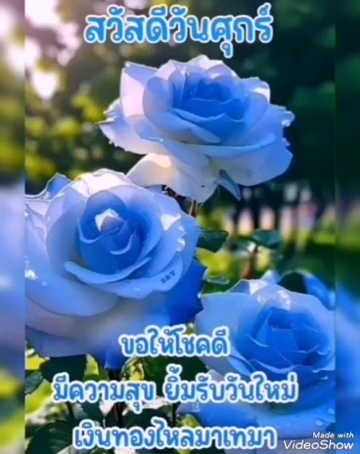 สวัสดีวันศุกร์
ขอให้โชคดี
มีความสุข ยิ้มรับวันใหม่
เงินทองไหลมาเทมา
Made with
VideoShow